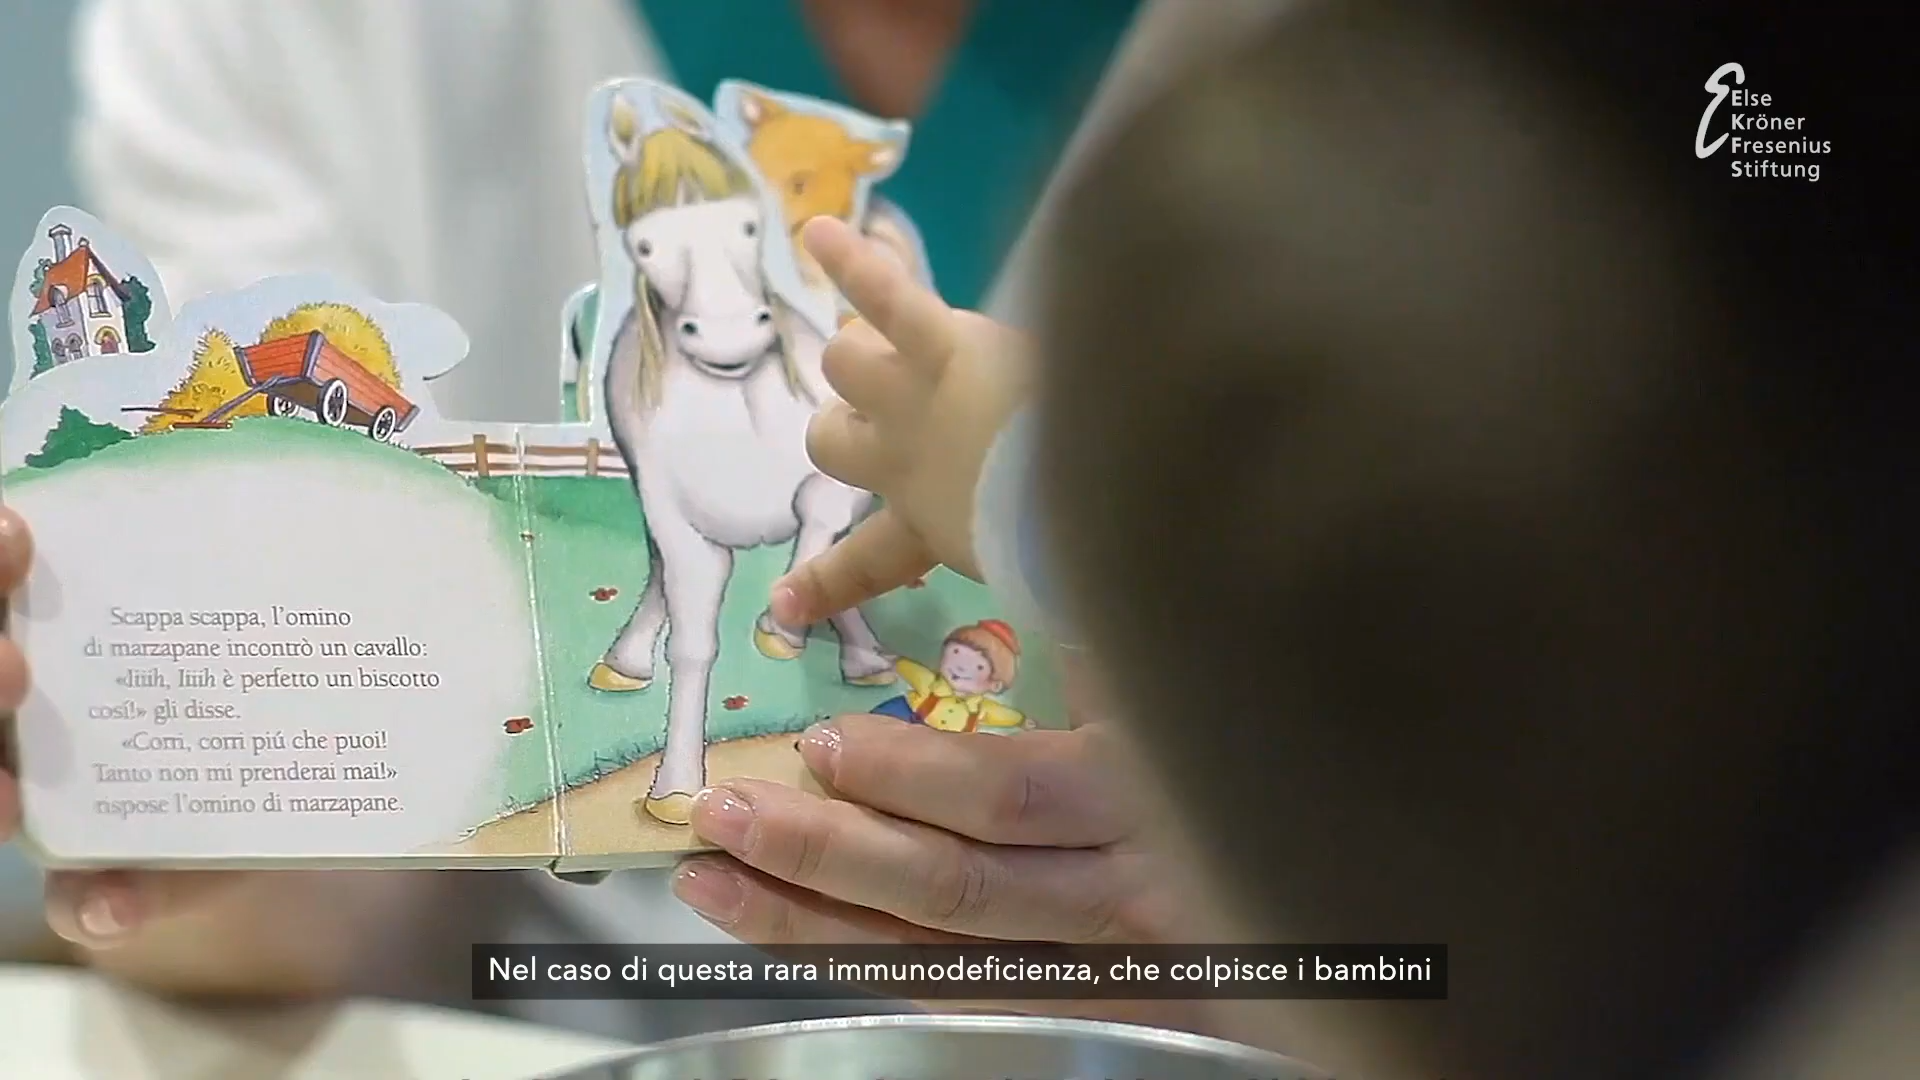 Else
Kröner
Fresenius
Stiftung
Scappa scappa, l'omino
di marzapane incontrò un cavallo:
«Iiiih, Iiiih è perfetto un biscotto
cosí!» gli disse.
«Corri, corri piú che puoi!
Tanto non mi prenderai mai!»
rispose l'omino di marzapane.
Nel caso di questa rara immunodeficienza, che colpisce i bambini